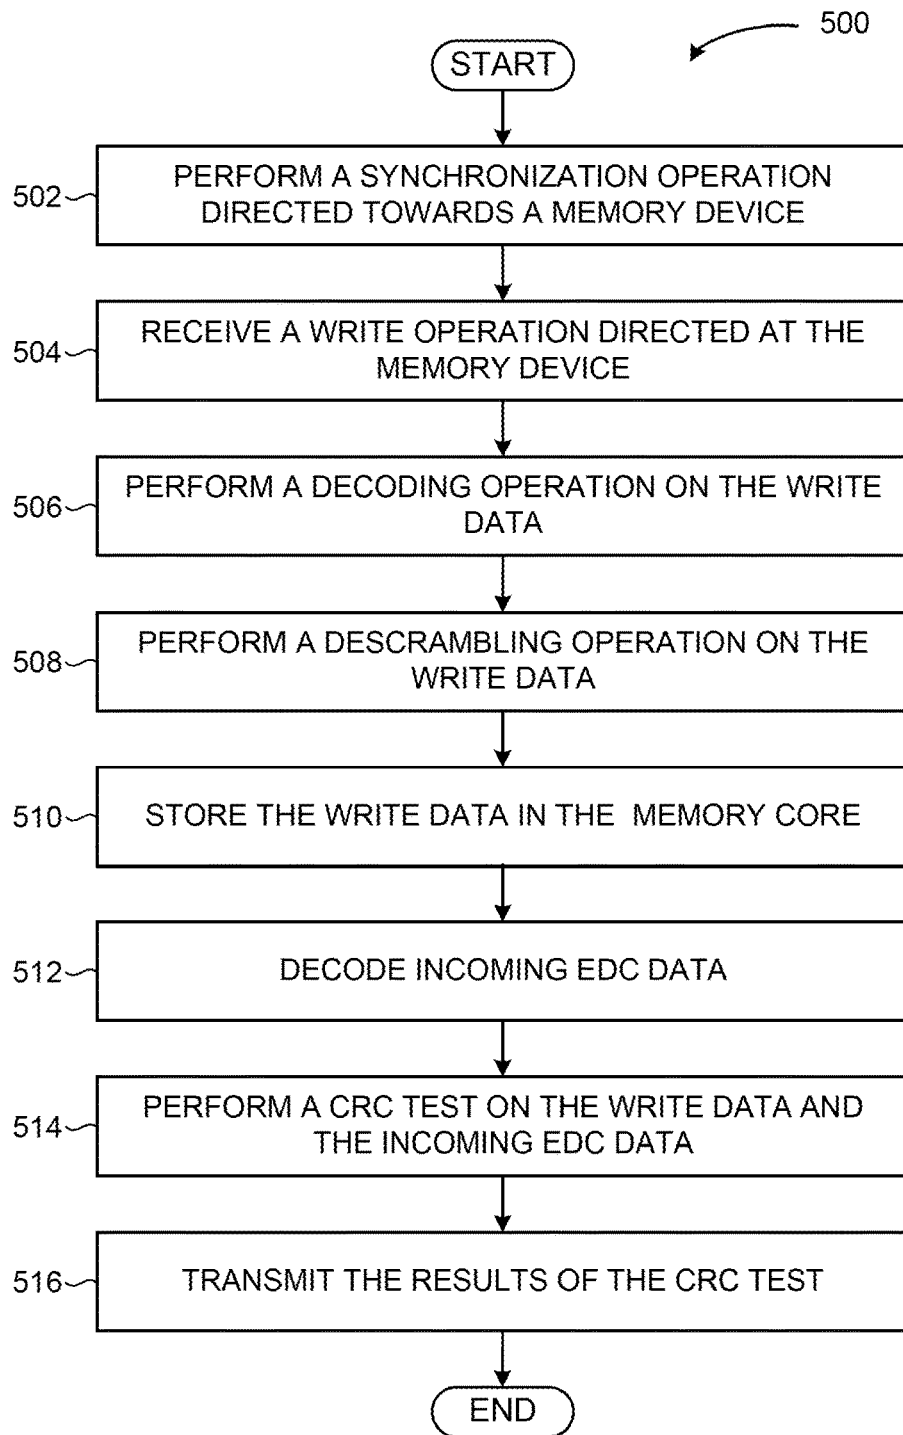 500
START
502
PERFORM A SYNCHRONIZATION OPERATION
DIRECTED TOWARDS A MEMORY DEVICE
504
RECEIVE A WRITE OPERATION DIRECTED AT THE
MEMORY DEVICE
506
PERFORM A DECODING OPERATION ON THE WRITE
DATA
508
PERFORM A DESCRAMBLING OPERATION ON THE
WRITE DATA
510
STORE THE WRITE DATA IN THE MEMORY CORE
512
DECODE INCOMING EDC DATA
514
PERFORM A CRC TEST ON THE WRITE DATA AND
THE INCOMING EDC DATA
516
TRANSMIT THE RESULTS OF THE CRC TEST
END